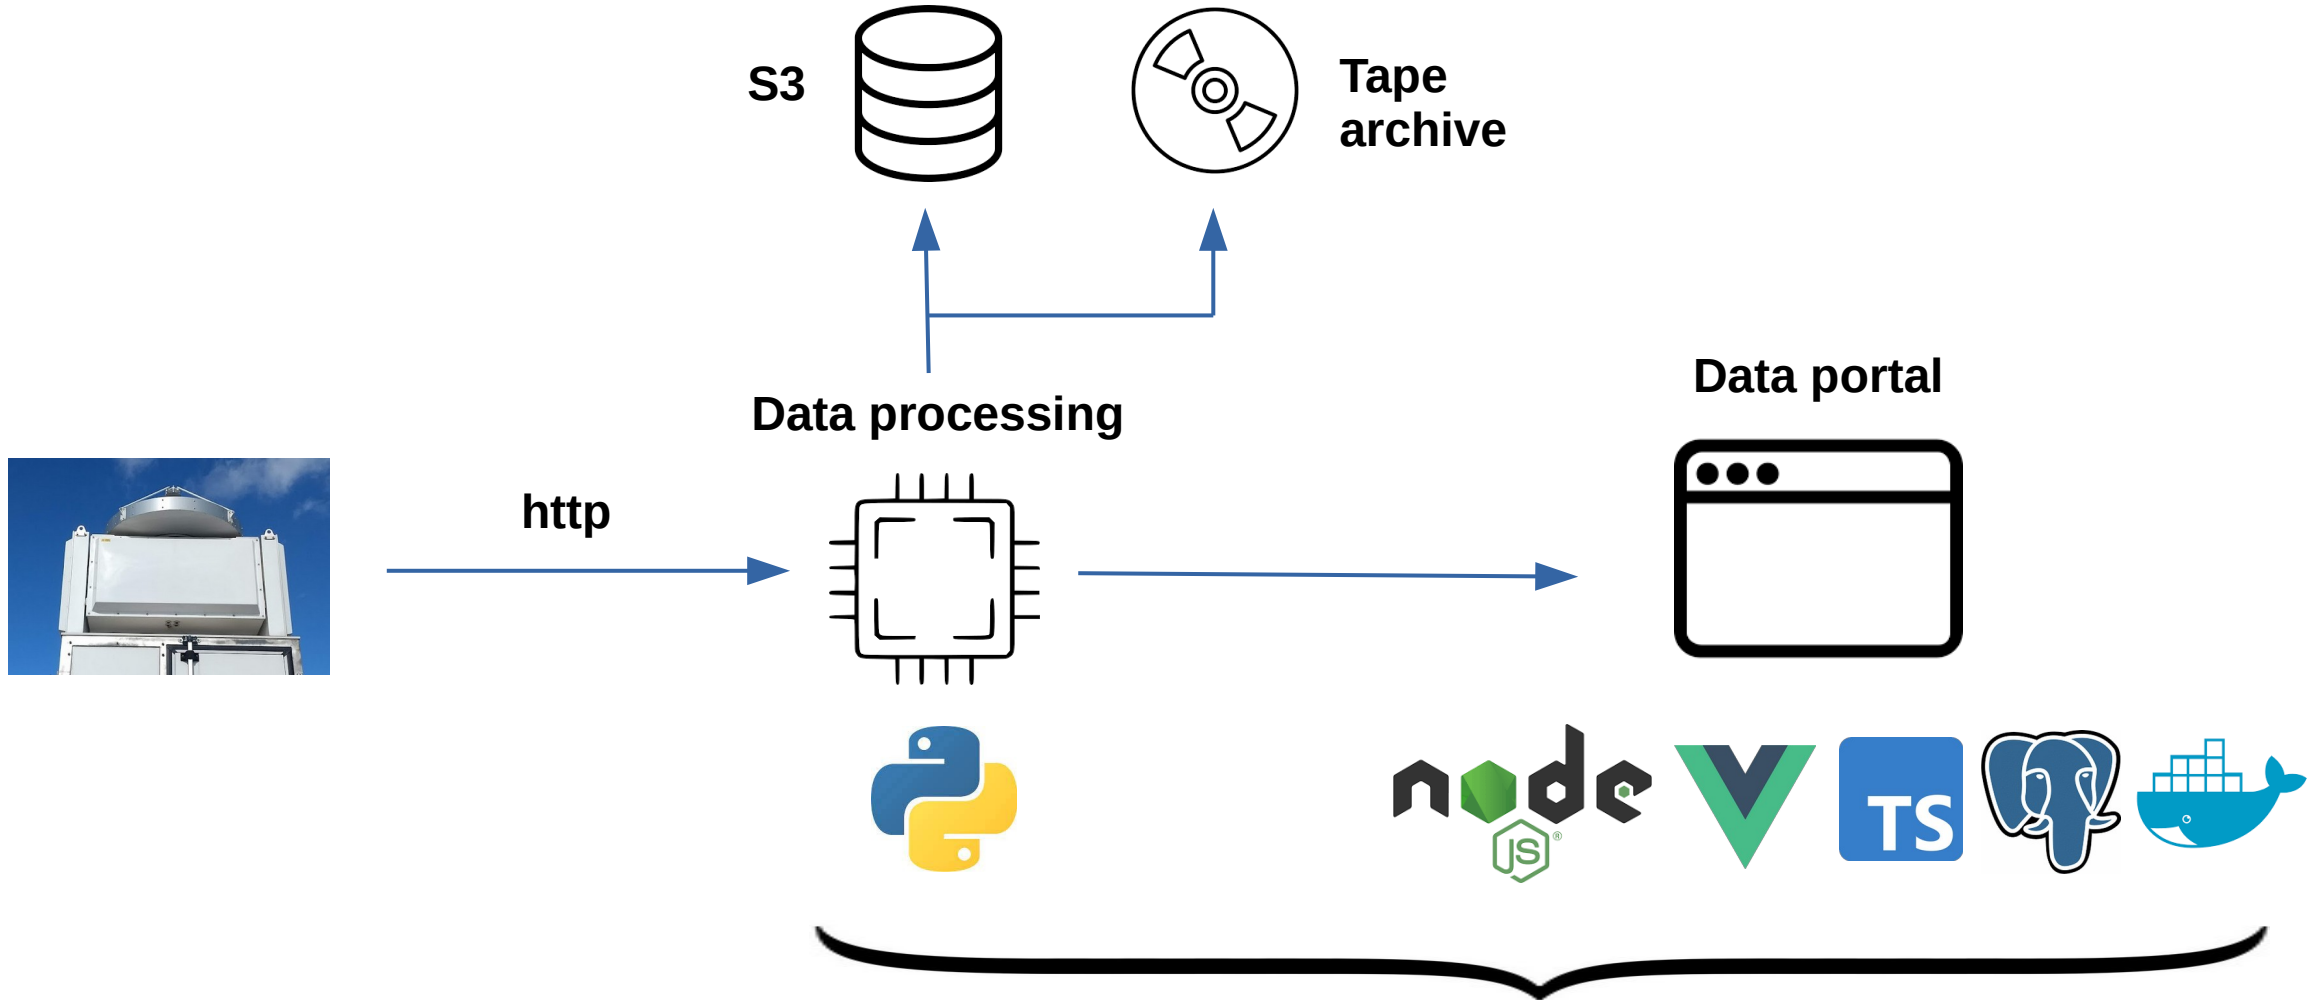 S3
Tape
archive
Data processing
Data portal
http
node
JS
®
TS